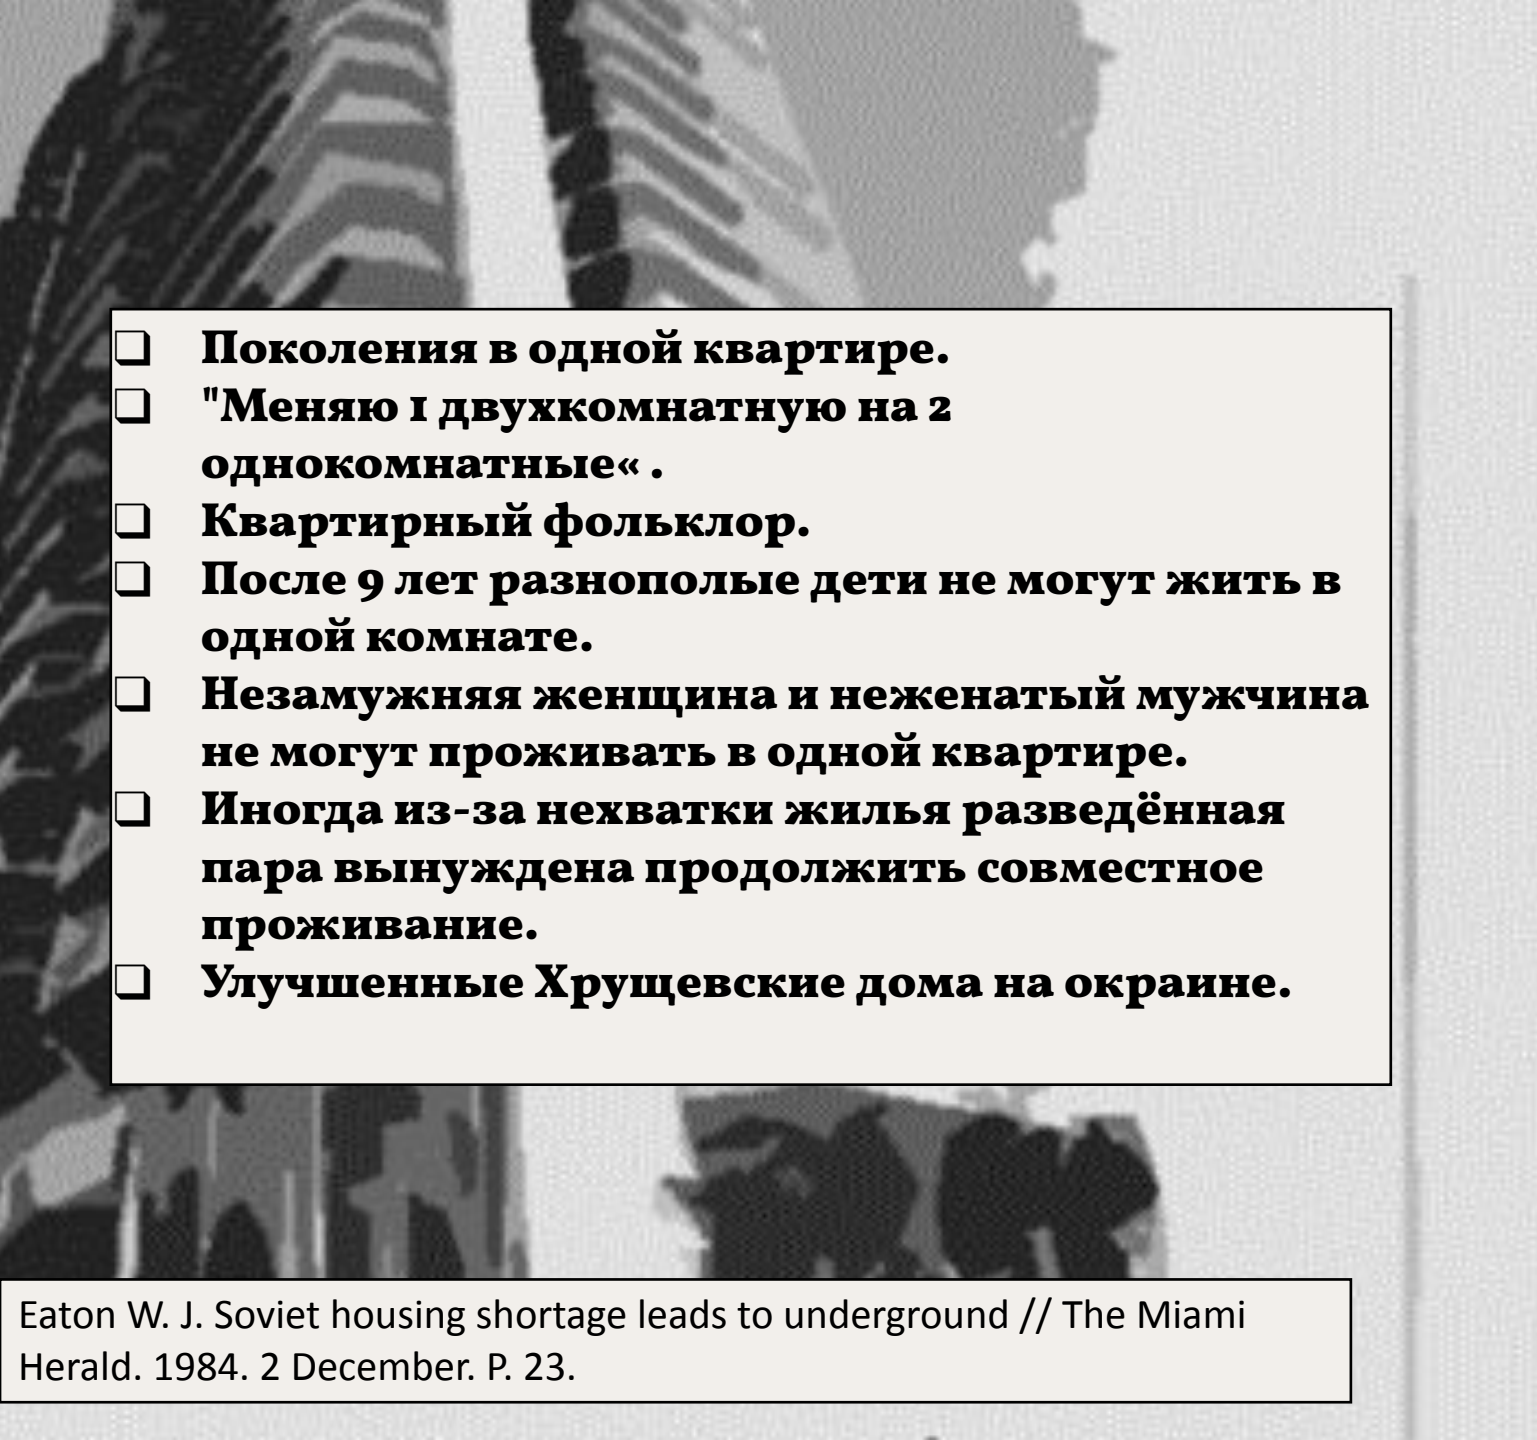 Поколения в одной квартире.
"Меняю 1 двухкомнатную на 2
однокомнатные« .
Квартирный фольклор.
После 9 лет разнополые дети не могут жить в
одной комнате.
Незамужняя женщина и неженатый мужчина
не могут проживать в одной квартире.
Иногда из-за нехватки жилья разведённая
пара вынуждена продолжить совместное
проживание.
Улучшенные Хрущевские дома на окраине.
Eaton W. J. Soviet housing shortage leads to underground // The Miami
Herald. 1984. 2 December. P. 23.